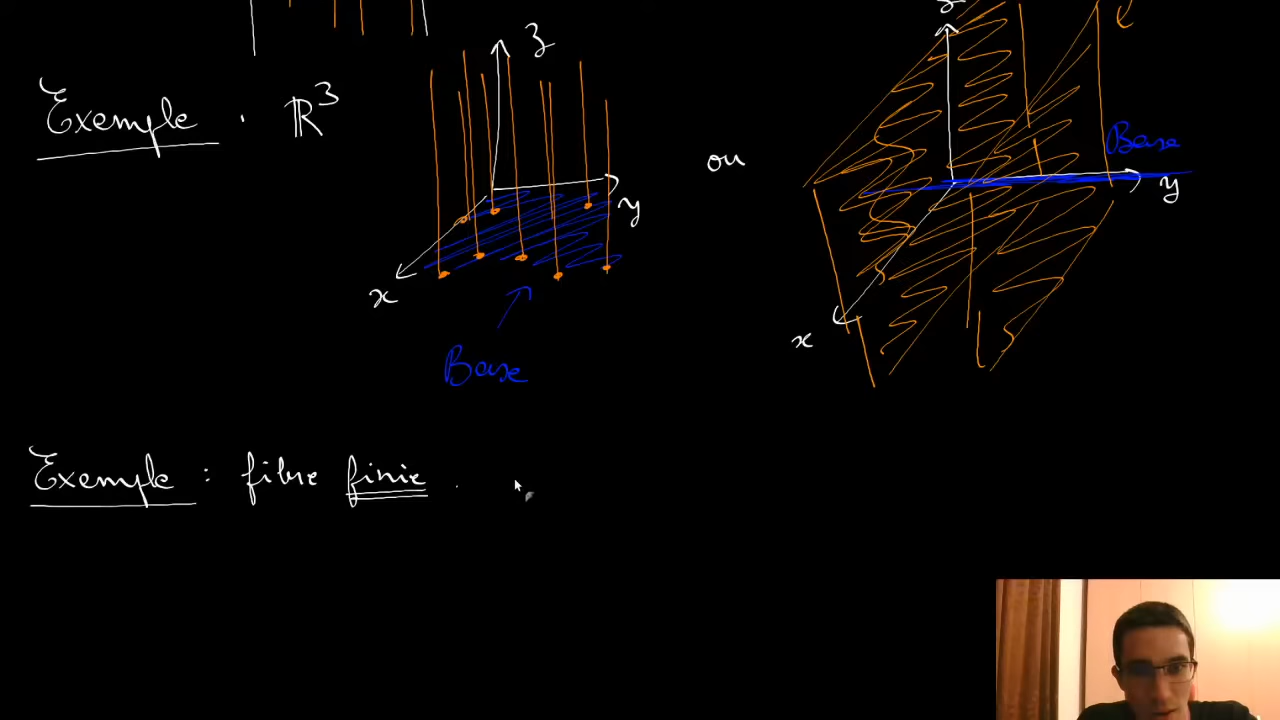 Exemple . ℝ³
z
y
x
Base
ou
z
Base
y
x
Exemple : fibre finie .